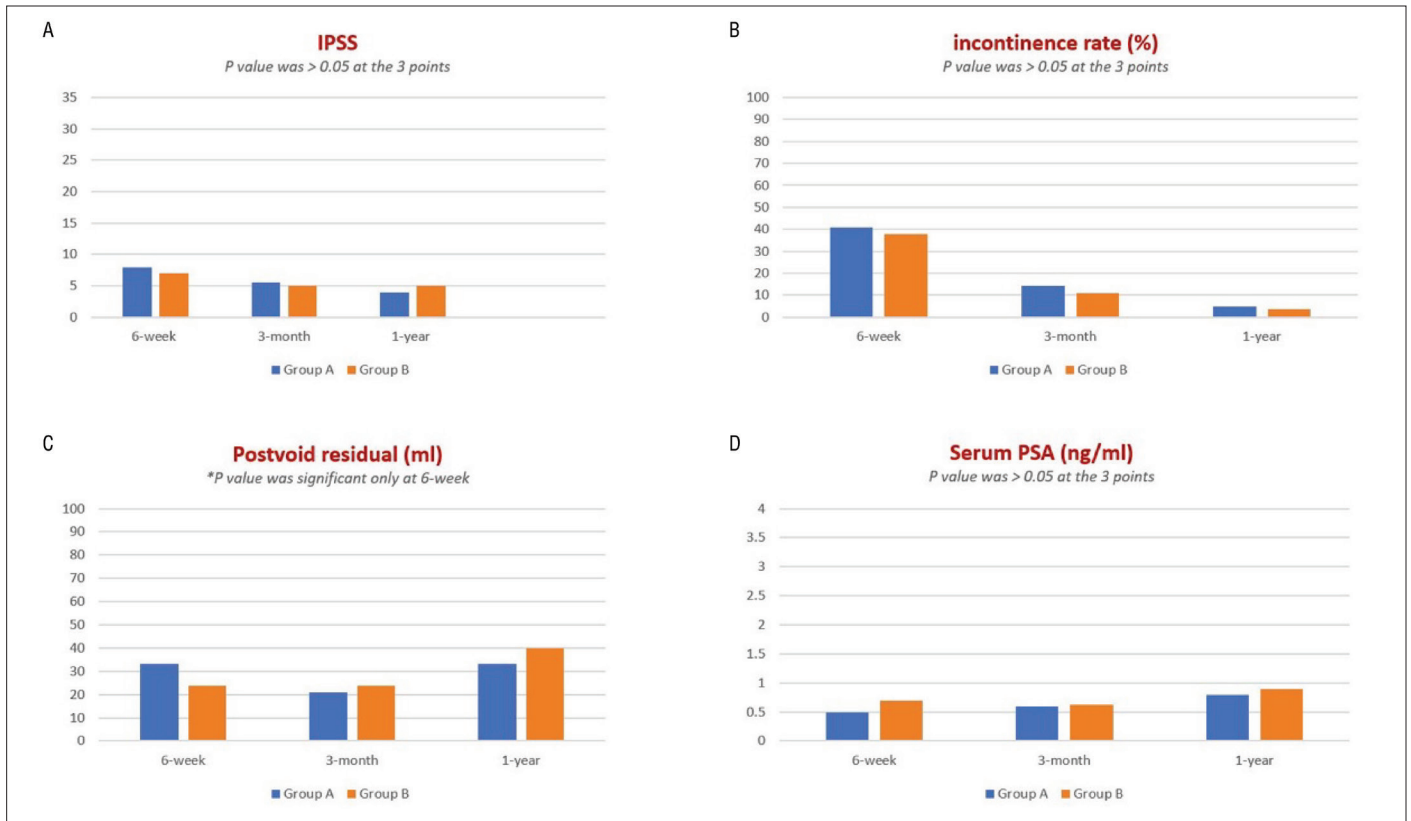 A
IPSS
P value was > 0.05 at the 3 points
35
30
25
20
15
10
5
0
6-week 3-month 1-year
Group A Group B
B
incontinence rate (%)
P value was > 0.05 at the 3 points
100
90
80
70
60
50
40
30
20
10
0
6-week 3-month 1-year
Group A Group B
C
Postvoid residual (ml)
*P value was significant only at 6-week
100
90
80
70
60
50
40
30
20
10
0
6-week 3-month 1-year
Group A Group B
D
Serum PSA (ng/ml)
P value was > 0.05 at the 3 points
4
3.5
3
2.5
2
1.5
1
0.5
0
6-week 3-month 1-year
Group A Group B